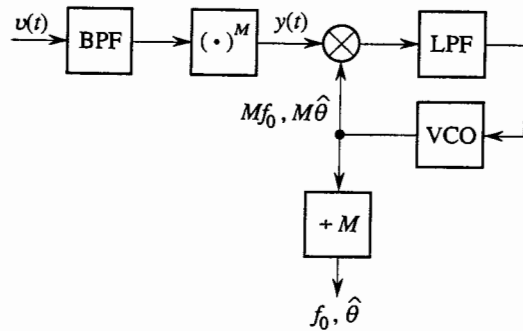 υ(t) BPF (·)^M y(t) LPF
Mf₀, Mθ̂ VCO
+ M
f₀, θ̂